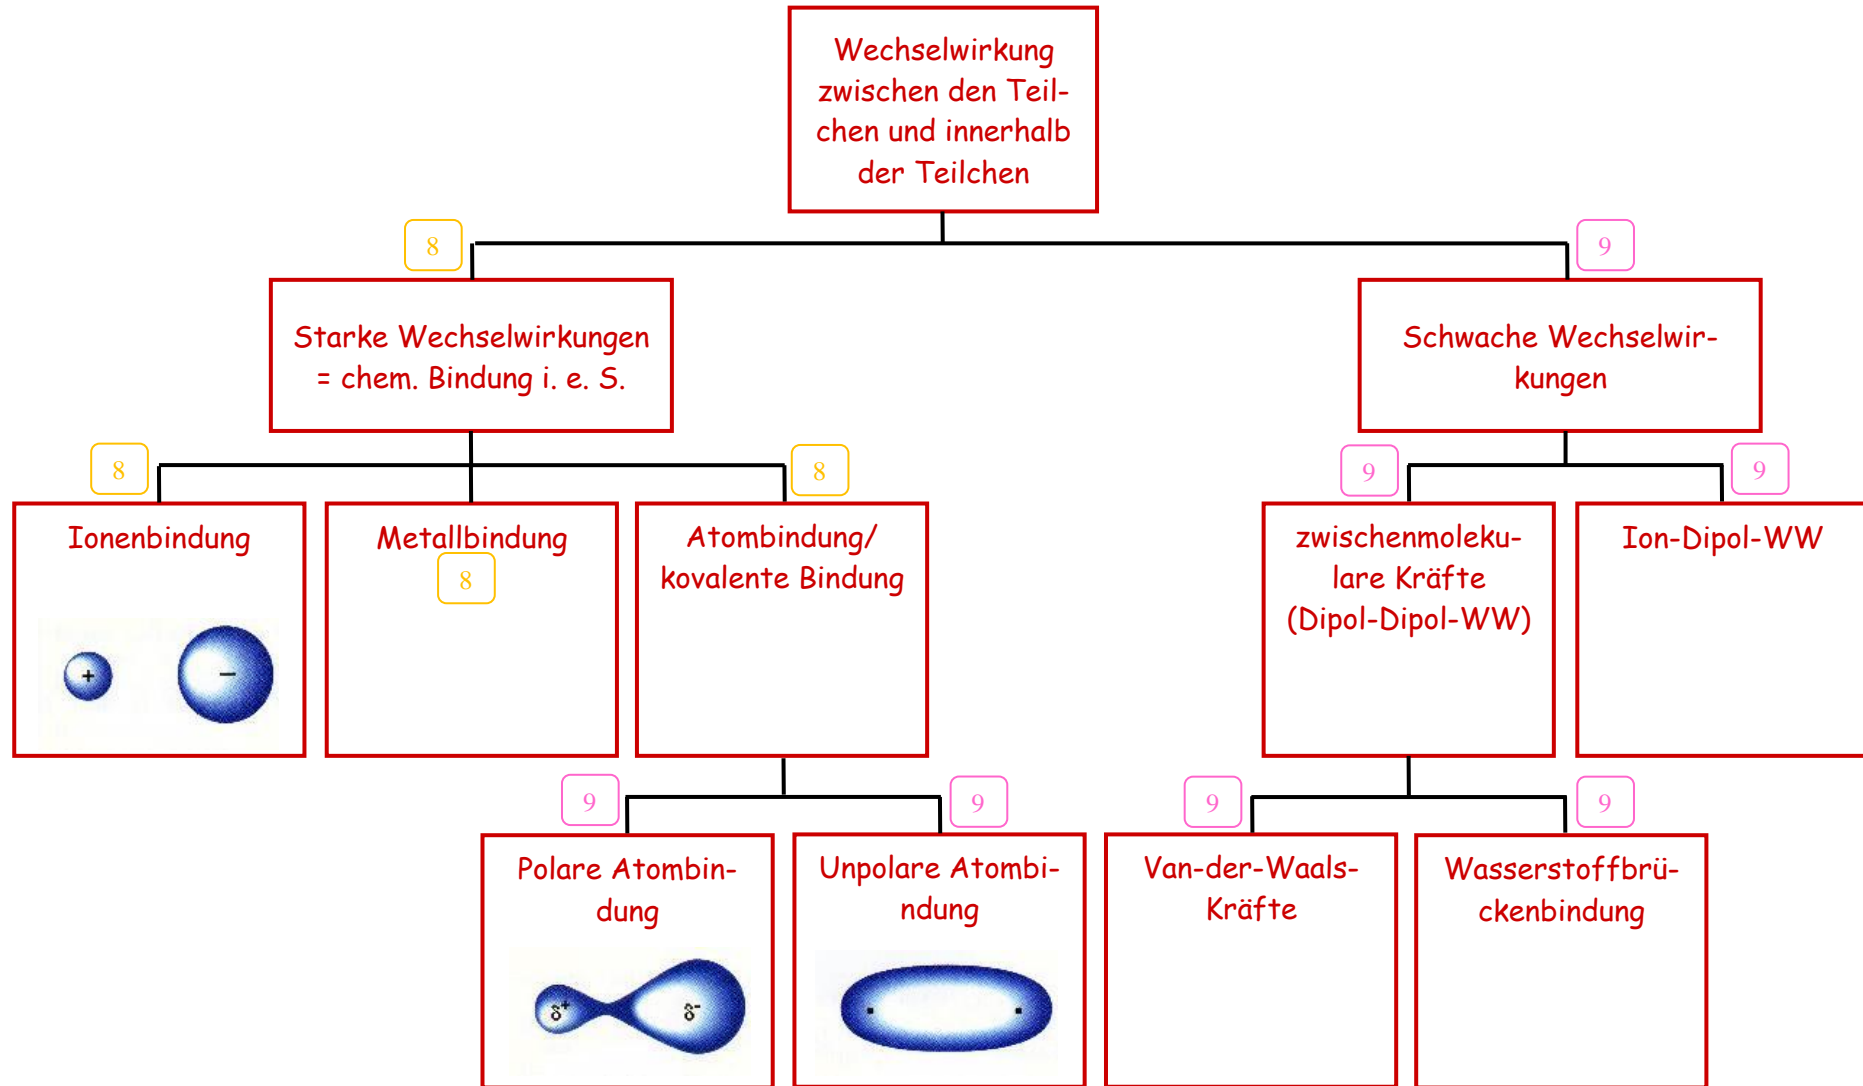 Wechselwirkung
zwischen den Teil-
chen und innerhalb
der Teilchen
8
9
Starke Wechselwirkungen
= chem. Bindung i. e. S.
Schwache Wechselwir-
kungen
8
8
9
9
Ionenbindung
+
−
Metallbindung
8
Atombindung/
kovalente Bindung
zwischenmoleku-
lare Kräfte
(Dipol-Dipol-WW)
Ion-Dipol-WW
9
9
9
9
Polare Atombin-
dung
δ+
δ-
Unpolare Atombi-
ndung
Van-der-Waals-
Kräfte
Wasserstoffbrü-
ckenbindung